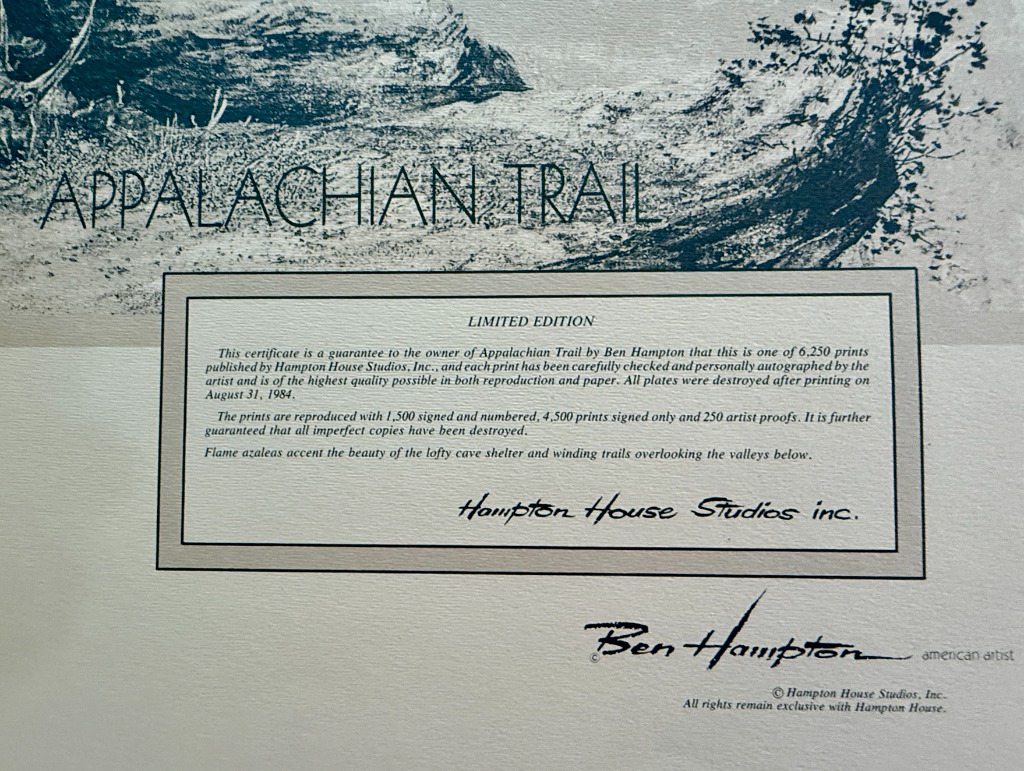 APPALACHIAN TRAIL
LIMITED EDITION
This certificate is a guarantee to the owner of Appalachian Trail by Ben Hampton that this is one of 6,250 prints
published by Hampton House Studios, Inc., and each print has been carefully checked and personally autographed by the
artist and is of the highest quality possible in both reproduction and paper. All plates were destroyed after printing on
August 31, 1984.
The prints are reproduced with 1,500 signed and numbered, 4,500 prints signed only and 250 artist proofs. It is further
guaranteed that all imperfect copies have been destroyed.
Flame azaleas accent the beauty of the lofty cave shelter and winding trails overlooking the valleys below.
Hampton House Studios inc.
© Ben Hampton american artist
© Hampton House Studios, Inc.
All rights remain exclusive with Hampton House.